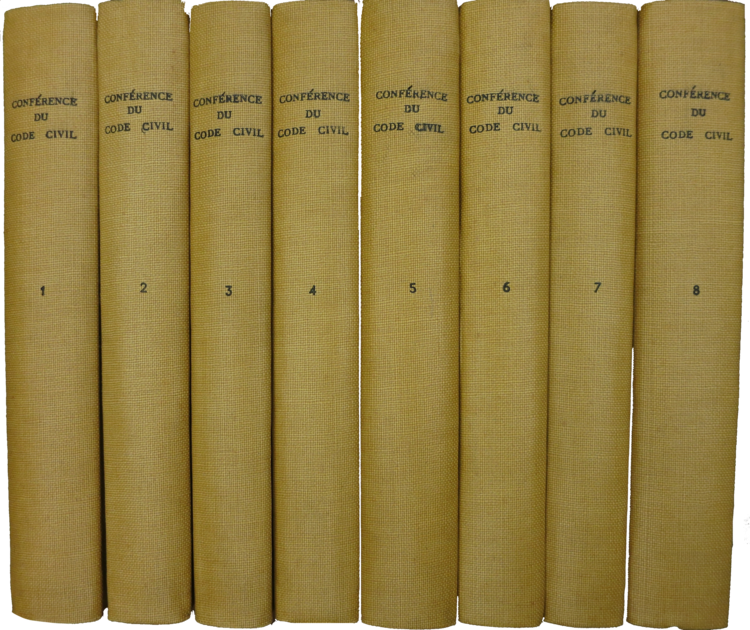 CONFÉRENCE
DU
CODE CIVIL
1
CONFÉRENCE
DU
CODE CIVIL
2
CONFÉRENCE
DU
CODE CIVIL
3
CONFÉRENCE
DU
CODE CIVIL
4
CONFÉRENCE
DU
CODE CIVIL
5
CONFÉRENCE
DU
CODE CIVIL
6
CONFÉRENCE
DU
CODE CIVIL
7
CONFÉRENCE
DU
CODE CIVIL
8